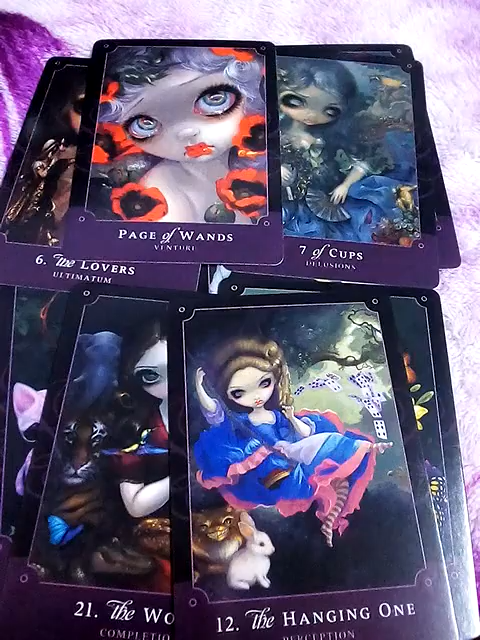 PAGE of WANDS
VENTURE
7 of CUPS
DELUSIONS
6. The LOVERS
ULTIMATUM
21. The WO
COMPLETIO
12. The HANGING ONE
PERCEPTION